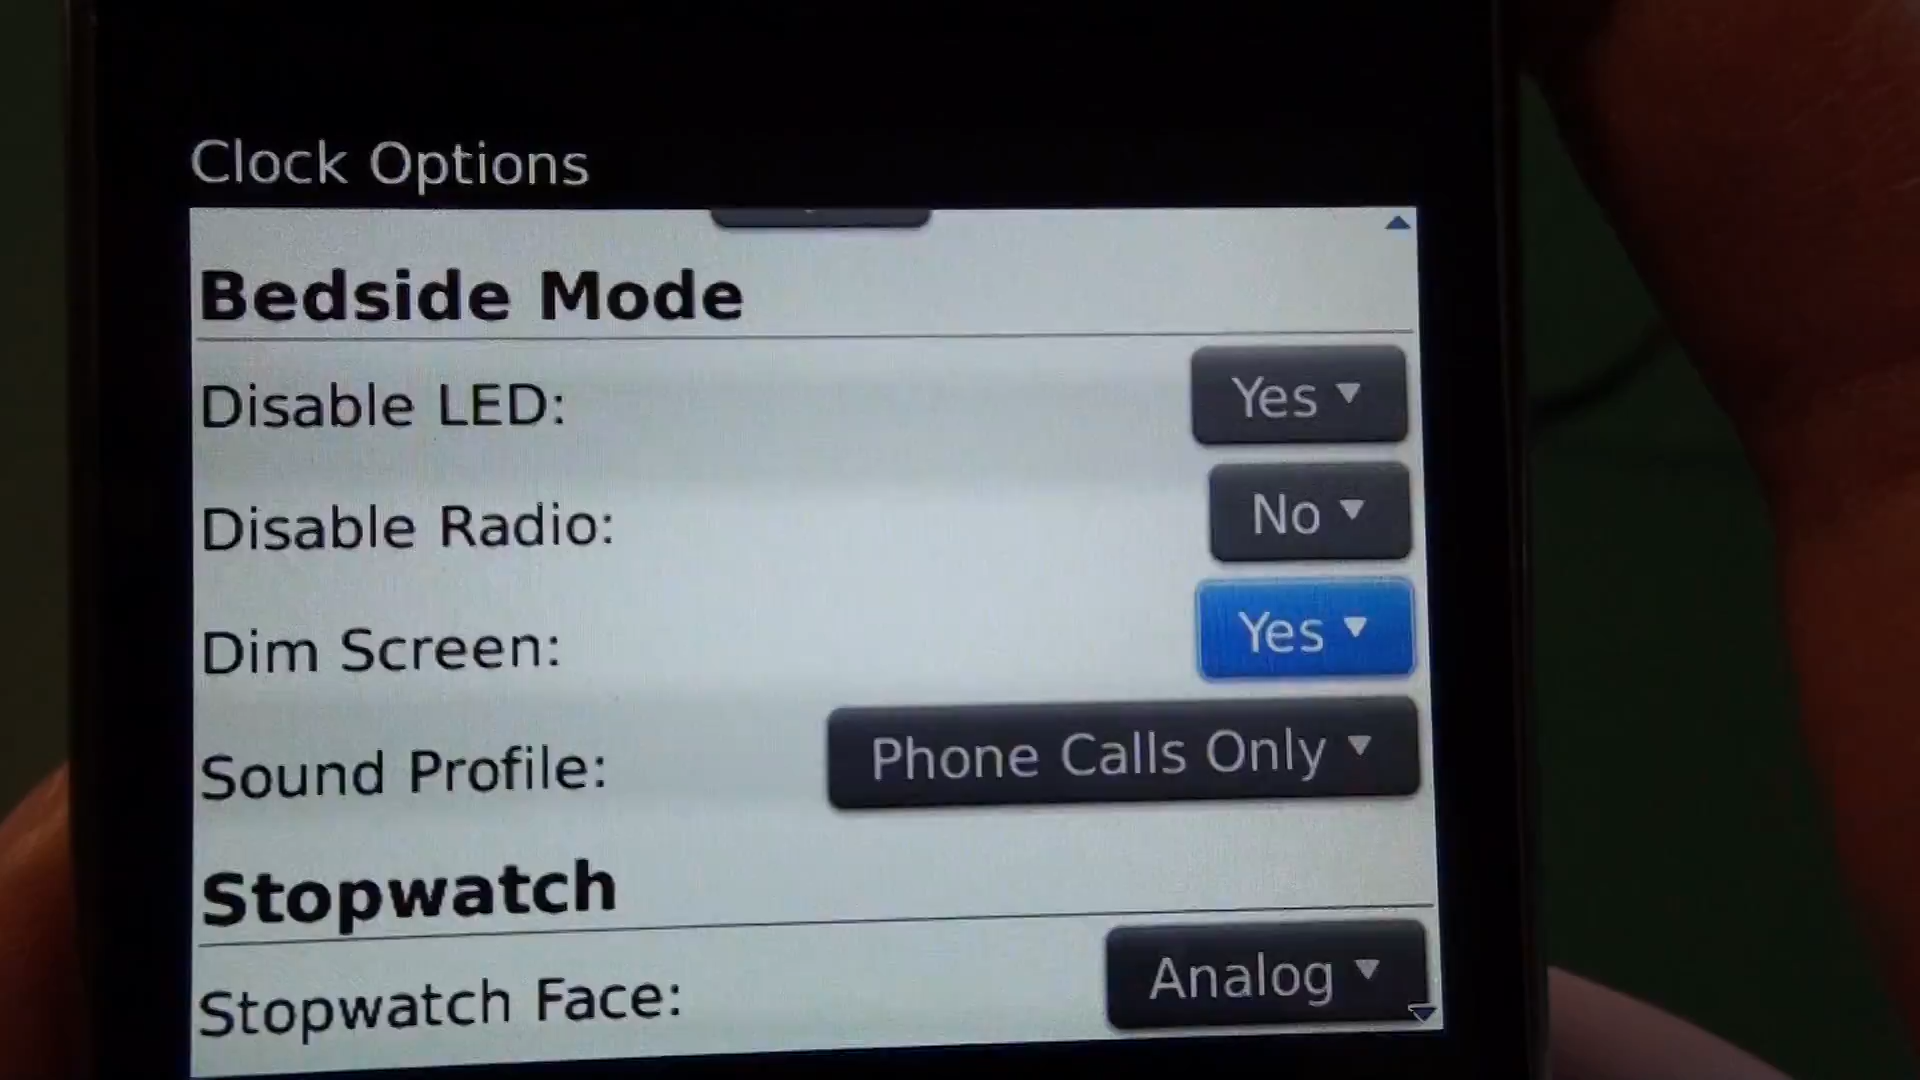 Clock Options
Bedside Mode
Disable LED: Yes
Disable Radio: No
Dim Screen: Yes
Sound Profile: Phone Calls Only
Stopwatch
Stopwatch Face: Analog